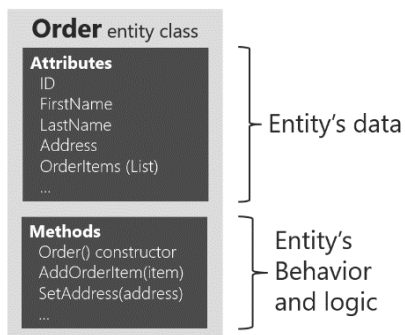 Order entity class
Attributes
ID
FirstName
LastName
Address
OrderItems (List)
...
Entity's data
Methods
Order() constructor
AddOrderItem(item)
SetAddress(address)
...
Entity's
Behavior
and logic